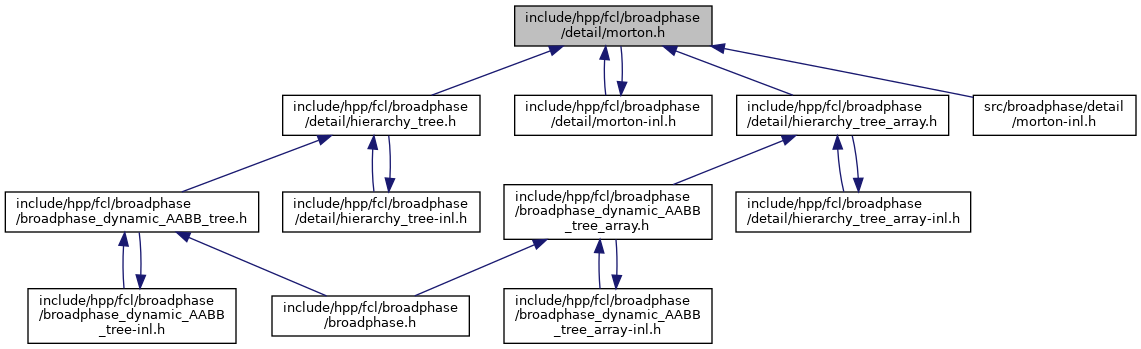 include/hpp/fcl/broadphase
/detail/morton.h
include/hpp/fcl/broadphase
/detail/hierarchy_tree.h
include/hpp/fcl/broadphase
/detail/morton-inl.h
include/hpp/fcl/broadphase
/detail/hierarchy_tree_array.h
src/broadphase/detail
/morton-inl.h
include/hpp/fcl/broadphase
/broadphase_dynamic_AABB_tree.h
include/hpp/fcl/broadphase
/detail/hierarchy_tree-inl.h
include/hpp/fcl/broadphase
/broadphase_dynamic_AABB
_tree_array.h
include/hpp/fcl/broadphase
/detail/hierarchy_tree_array-inl.h
include/hpp/fcl/broadphase
/broadphase_dynamic_AABB
_tree-inl.h
include/hpp/fcl/broadphase
/broadphase.h
include/hpp/fcl/broadphase
/broadphase_dynamic_AABB
_tree_array-inl.h